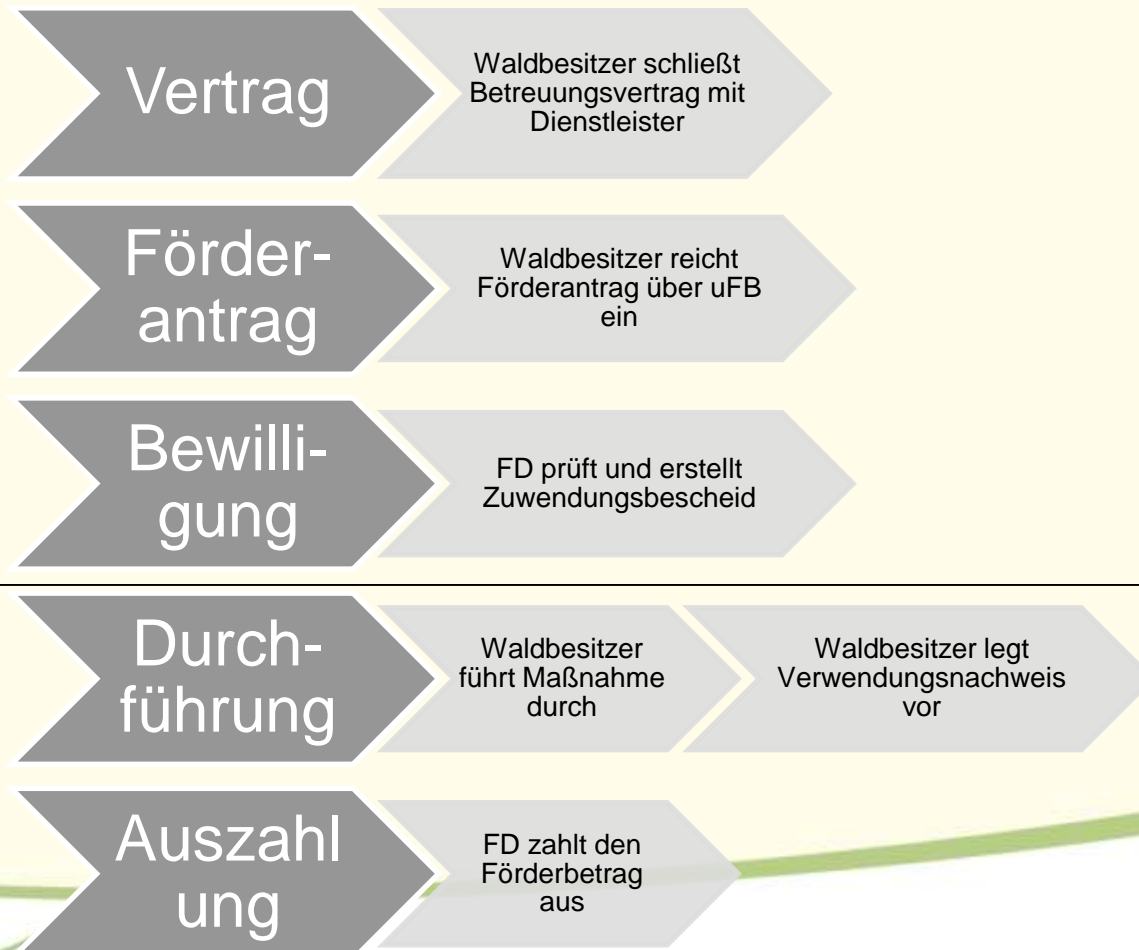 Vertrag
Waldbesitzer schließt
Betreuungsvertrag mit
Dienstleister
Förder-
antrag
Waldbesitzer reicht
Förderantrag über uFB
ein
Bewilli-
gung
FD prüft und erstellt
Zuwendungsbescheid
Durch-
führung
Waldbesitzer
führt Maßnahme
durch
Waldbesitzer legt
Verwendungsnachweis
vor
Auszahl
ung
FD zahlt den
Förderbetrag
aus